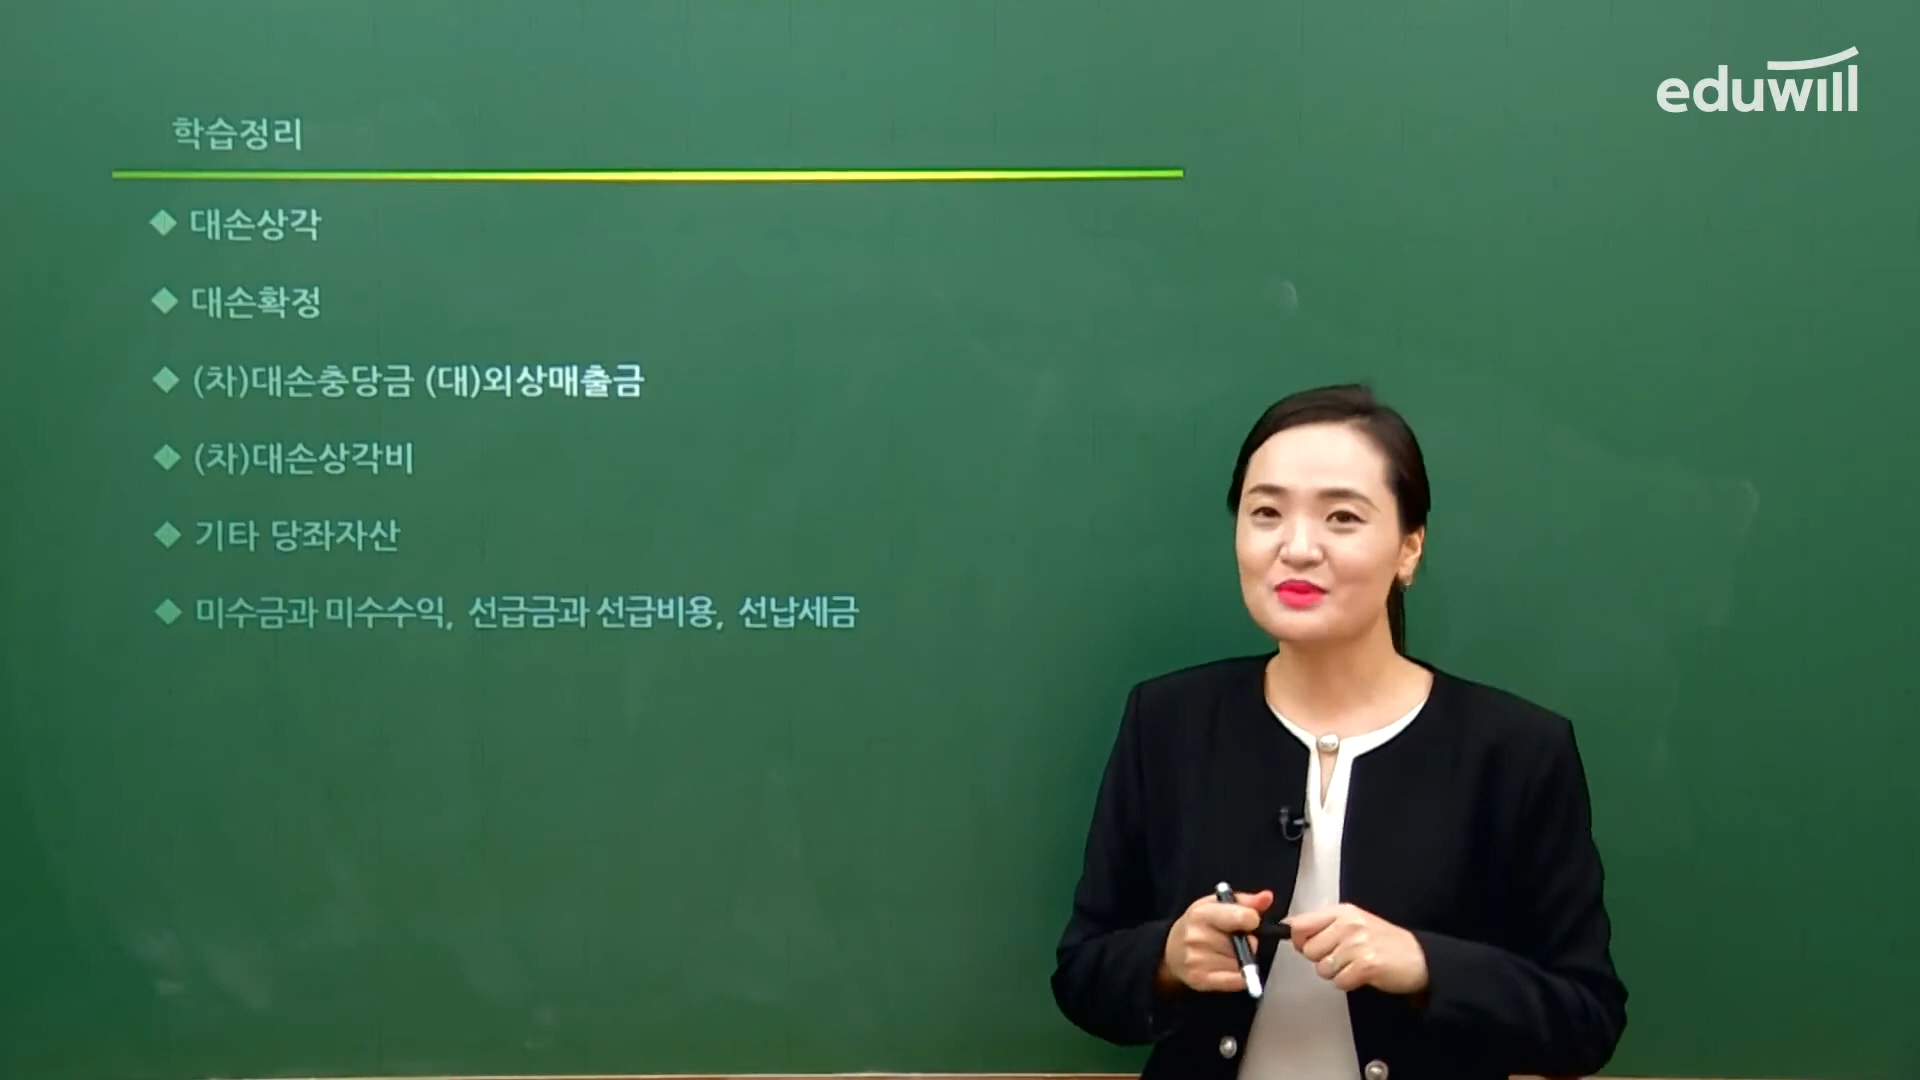 eduwill
학습정리
◆ 대손상각
◆ 대손확정
◆ (차)대손충당금 (대)외상매출금
◆ (차)대손상각비
◆ 기타 당좌자산
◆ 미수금과 미수수익, 선급금과 선급비용, 선납세금